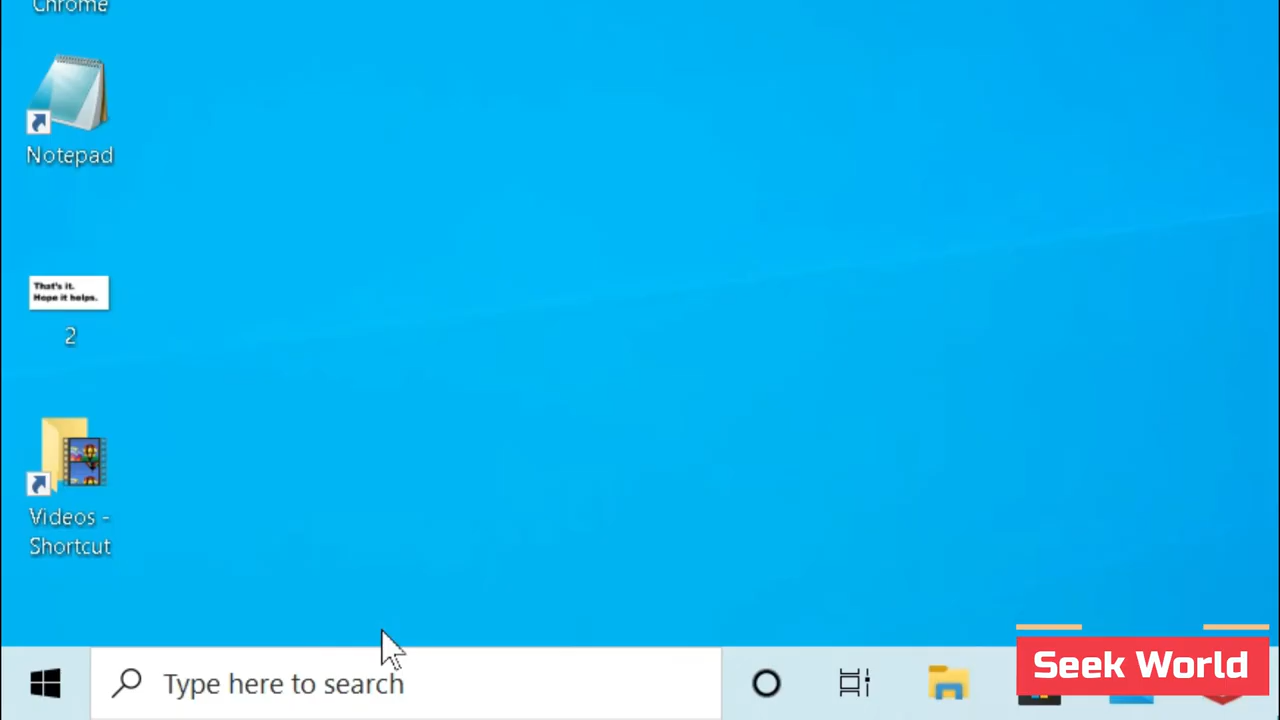 Chrome
Notepad
That's it.
Hope it helps.
2
Videos -
Shortcut
Type here to search
Seek World